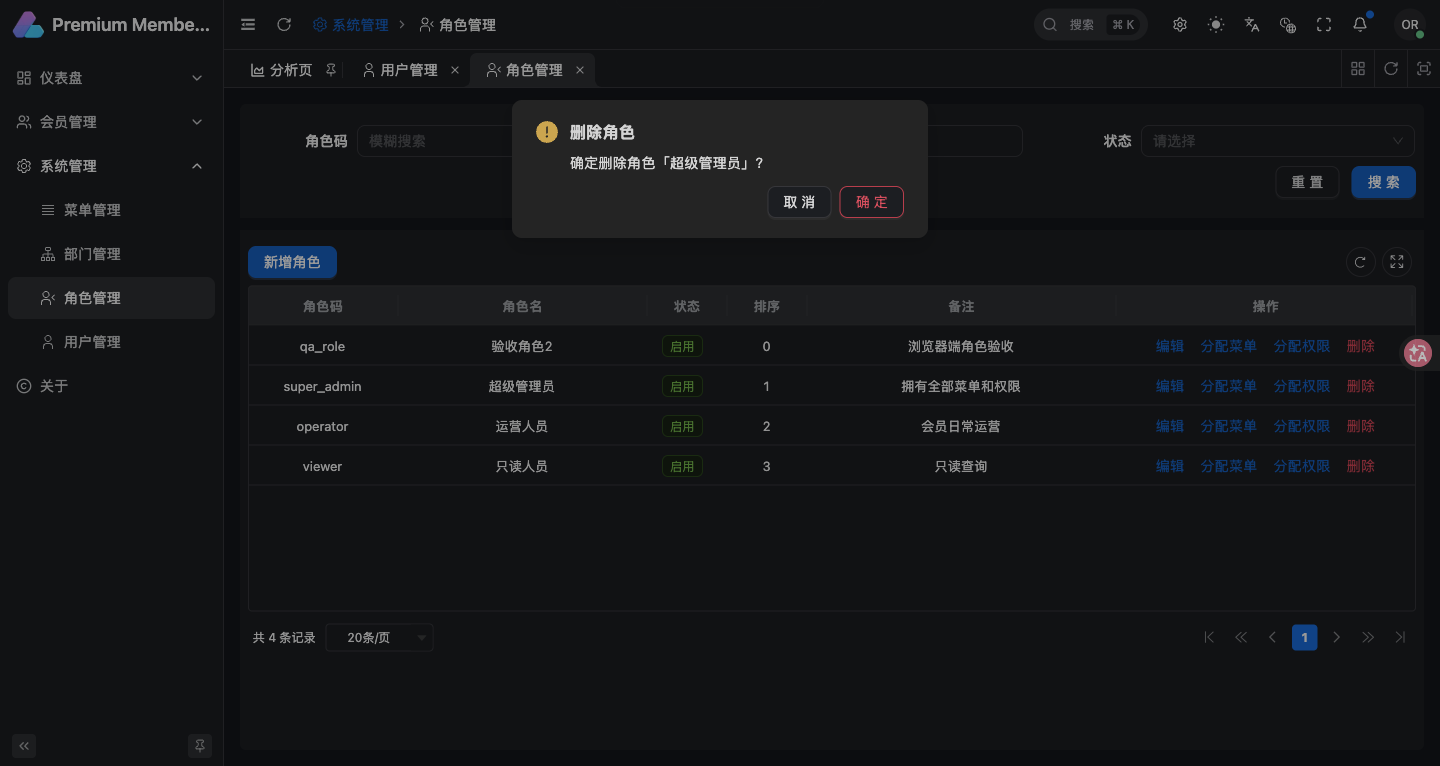 Premium Membe...
系统管理
角色管理
搜索
⌘ K
OR
仪表盘
会员管理
系统管理
菜单管理
部门管理
角色管理
用户管理
关于
分析页
用户管理
角色管理
角色码
模糊搜索
状态
请选择
重 置
搜 索
删除角色
确定删除角色「超级管理员」?
取 消
确 定
新增角色
角色码 角色名 状态 排序 备注 操作
qa_role 验收角色2 启用 0 浏览器端角色验收 编辑 分配菜单 分配权限 删除
super_admin 超级管理员 启用 1 拥有全部菜单和权限 编辑 分配菜单 分配权限 删除
operator 运营人员 启用 2 会员日常运营 编辑 分配菜单 分配权限 删除
viewer 只读人员 启用 3 只读查询 编辑 分配菜单 分配权限 删除
共 4 条记录
20条/页
1